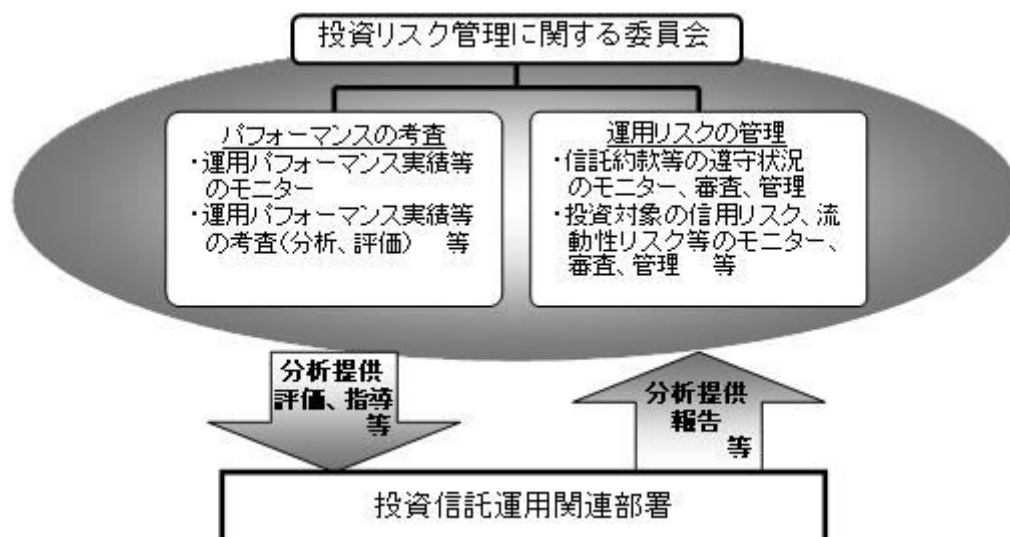 投資リスク管理に関する委員会
パフォーマンスの考査
・運用パフォーマンス実績等
のモニター
・運用パフォーマンス実績等
の考査(分析、評価) 等
運用リスクの管理
・信託約款等の遵守状況
のモニター、審査、管理
・投資対象の信用リスク、流
動性リスク等のモニター、
審査、管理 等
分析提供
評価、指導
等
分析提供
報告
等
投資信託運用関連部署